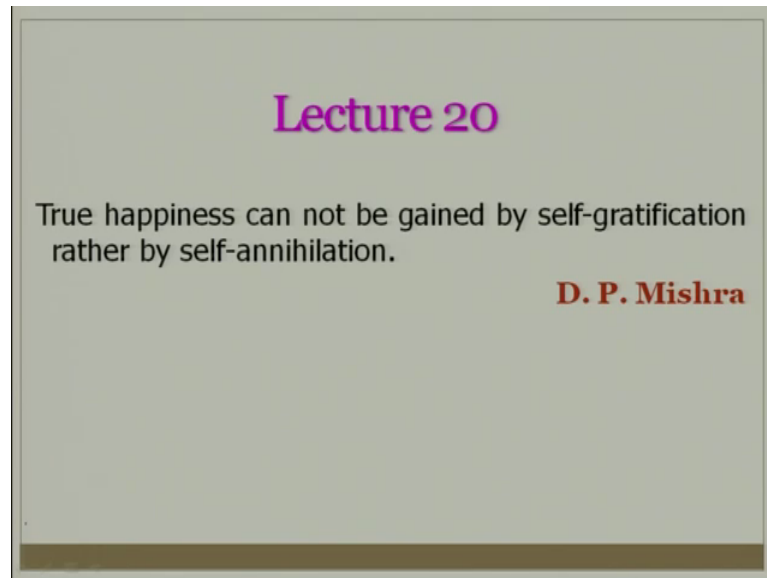 Lecture 20
True happiness can not be gained by self-gratification
rather by self-annihilation.
D. P. Mishra